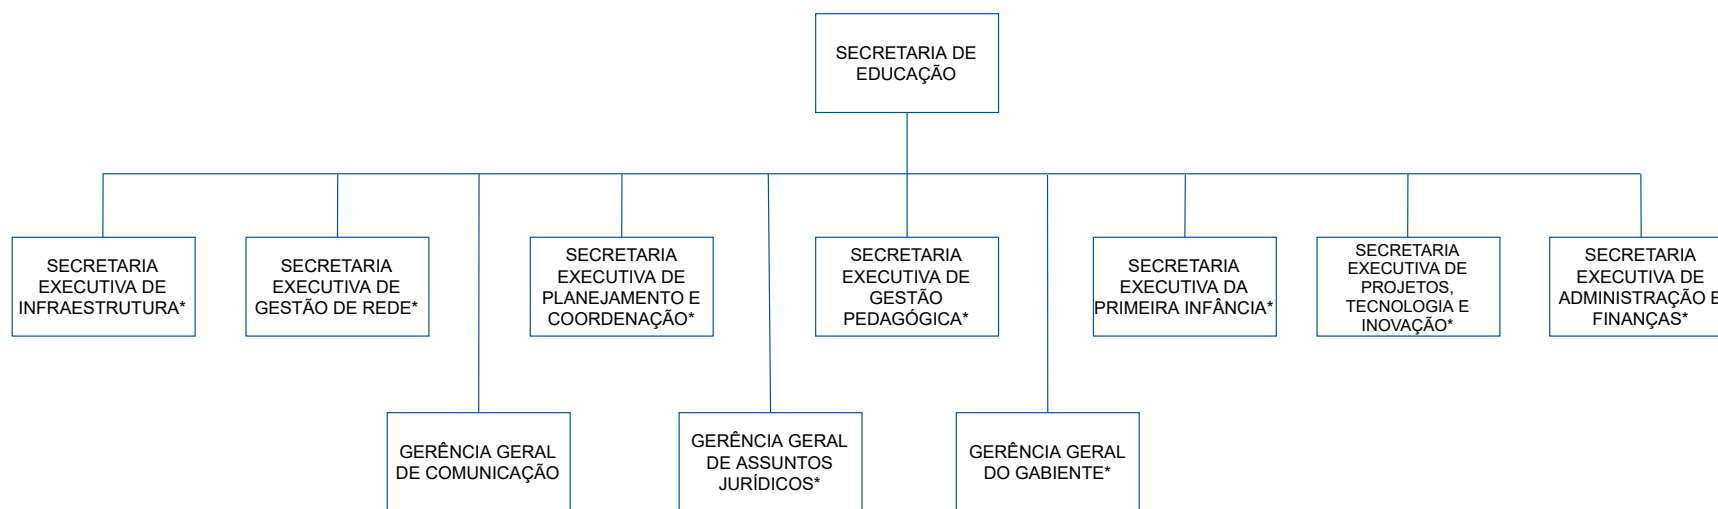 SECRETARIA DE
EDUCAÇÃO
SECRETARIA
EXECUTIVA DE
INFRAESTRUTURA*
SECRETARIA
EXECUTIVA DE
GESTÃO DE REDE*
SECRETARIA
EXECUTIVA DE
PLANEJAMENTO E
COORDENAÇÃO*
SECRETARIA
EXECUTIVA DE
GESTÃO
PEDAGÓGICA*
SECRETARIA
EXECUTIVA DA
PRIMEIRA INFÂNCIA*
SECRETARIA
EXECUTIVA DE
PROJETOS,
TECNOLOGIA E
INOVAÇÃO*
SECRETARIA
EXECUTIVA DE
ADMINISTRAÇÃO E
FINANÇAS*
GERÊNCIA GERAL
DE COMUNICAÇÃO
GERÊNCIA GERAL
DE ASSUNTOS
JURÍDICOS*
GERÊNCIA GERAL
DO GABIENTE*